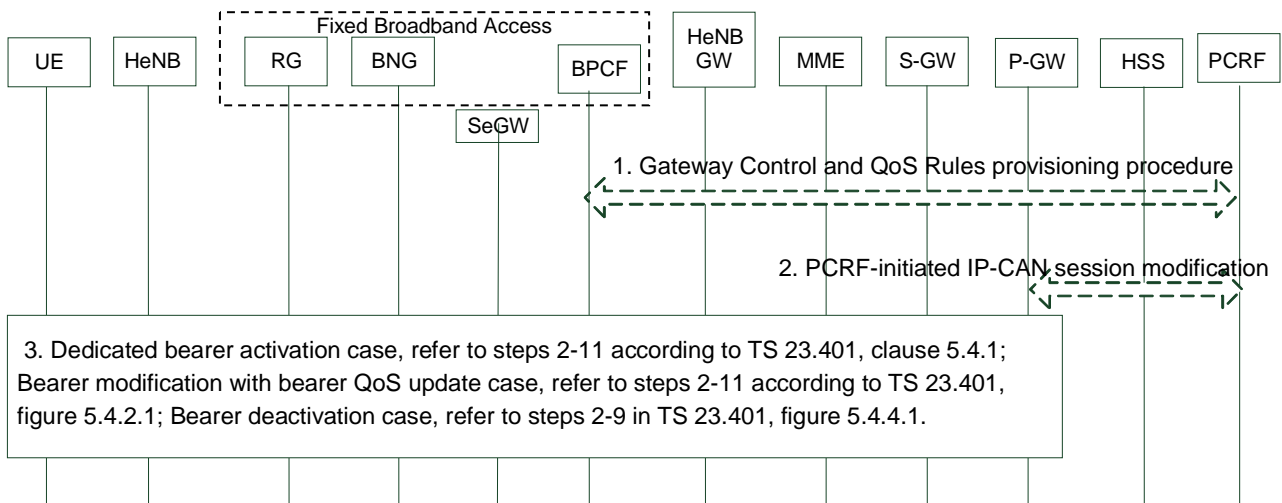 Fixed Broadband Access
UE
HeNB
RG
BNG
BPCF
HeNB
GW
MME
S-GW
P-GW
HSS
PCRF
SeGW
1. Gateway Control and QoS Rules provisioning procedure
2. PCRF-initiated IP-CAN session modification
3. Dedicated bearer activation case, refer to steps 2-11 according to TS 23.401, clause 5.4.1;
Bearer modification with bearer QoS update case, refer to steps 2-11 according to TS 23.401,
figure 5.4.2.1; Bearer deactivation case, refer to steps 2-9 in TS 23.401, figure 5.4.4.1.